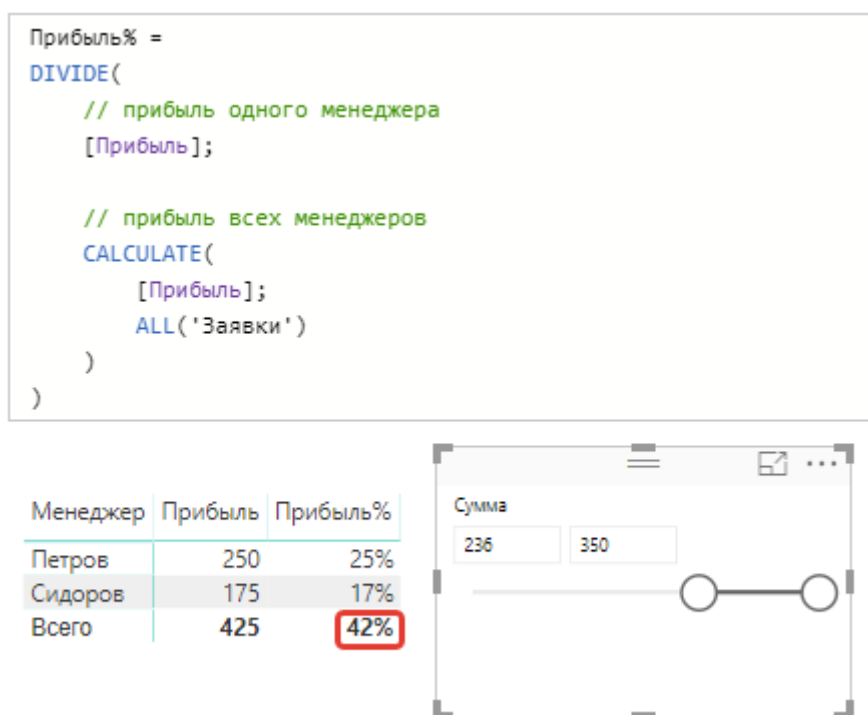 Прибыль% =
DIVIDE(
// прибыль одного менеджера
[Прибыль];
// прибыль всех менеджеров
CALCULATE(
[Прибыль];
ALL('Заявки')
)
)
Менеджер Прибыль Прибыль%
Петров 250 25%
Сидоров 175 17%
Всего 425 42%
Сумма
236 350